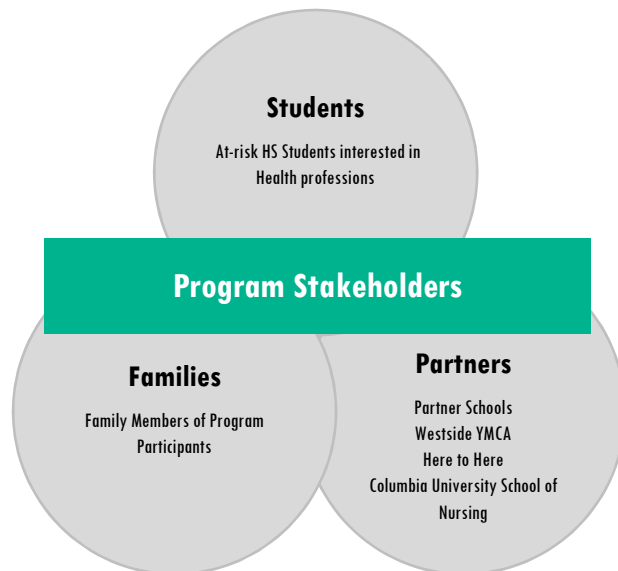 Students
At-risk HS Students interested in
Health professions
Program Stakeholders
Families
Family Members of Program
Participants
Partners
Partner Schools
Westside YMCA
Here to Here
Columbia University School of
Nursing